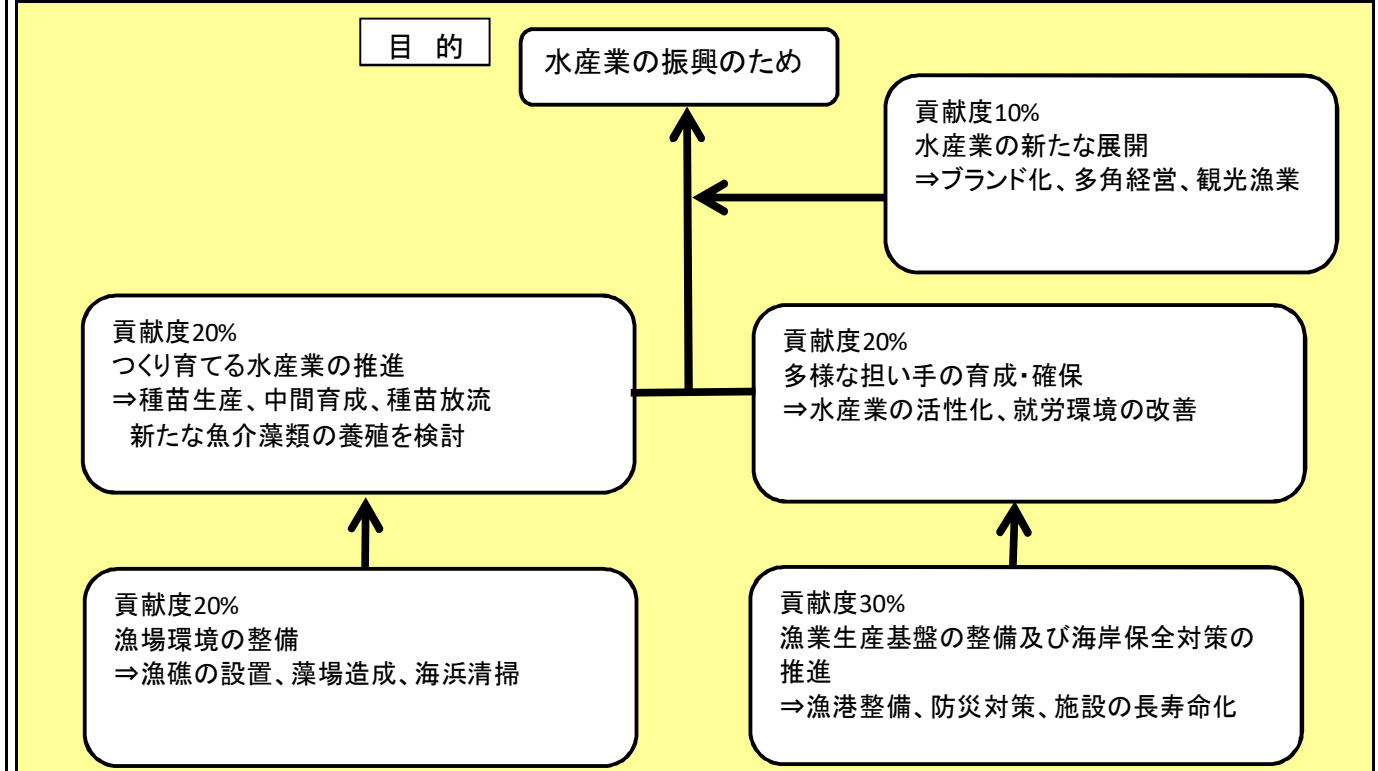 目 的
水産業の振興のため
貢献度10%
水産業の新たな展開
⇒ブランド化、多角経営、観光漁業
貢献度20%
つくり育てる水産業の推進
⇒種苗生産、中間育成、種苗放流
新たな魚介藻類の養殖を検討
貢献度20%
多様な担い手の育成・確保
⇒水産業の活性化、就労環境の改善
貢献度20%
漁場環境の整備
⇒漁礁の設置、藻場造成、海浜清掃
貢献度30%
漁業生産基盤の整備及び海岸保全対策の
推進
⇒漁港整備、防災対策、施設の長寿命化